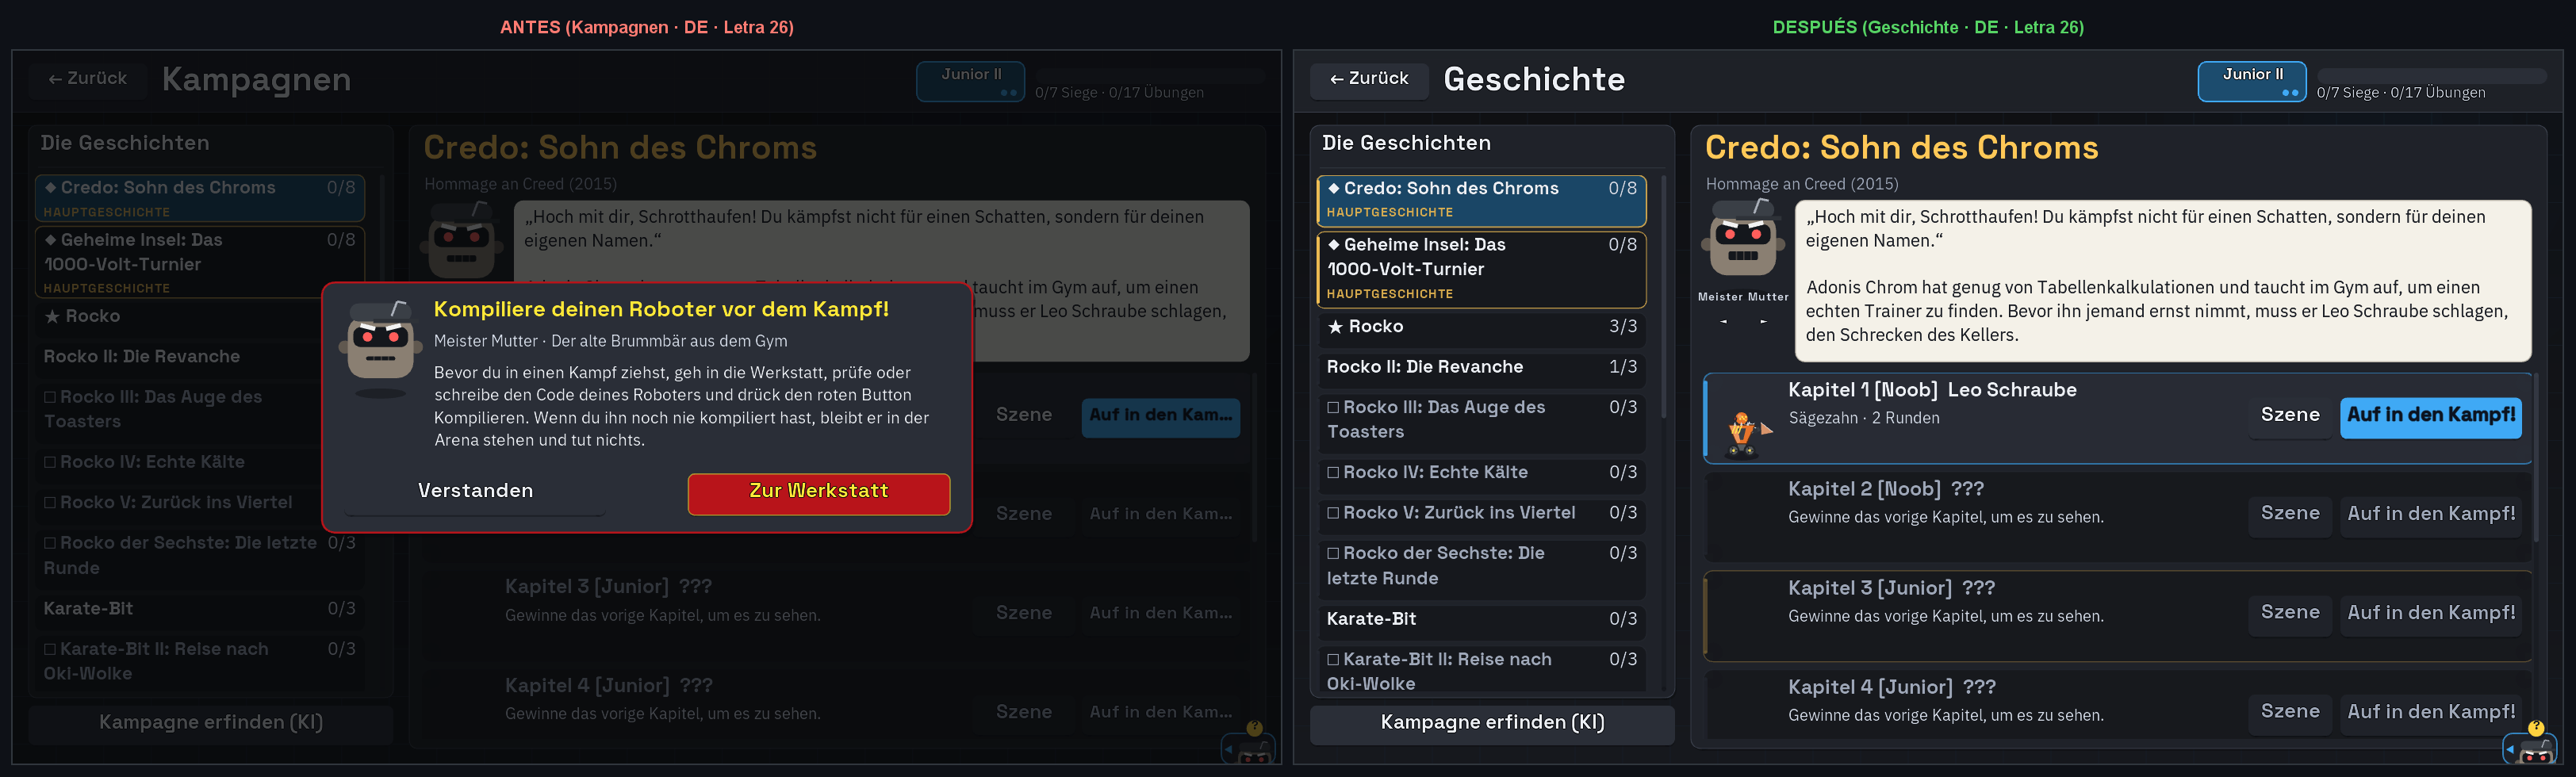 ANTES (Kampagnen · DE · Letra 26)
← Zurück
Kampagnen
Junior II
0/7 Siege · 0/17 Übungen
Die Geschichten
◆ Credo: Sohn des Chroms 0/8
HAUPTGESCHICHTE
◆ Geheime Insel: Das 0/8
1000-Volt-Turnier
HAUPTGESCHICHTE
★ Rocko
Rocko II: Die Revanche
□ Rocko III: Das Auge des
Toasters
□ Rocko IV: Echte Kälte
□ Rocko V: Zurück ins Viertel
□ Rocko der Sechste: Die letzte 0/3
Runde
Karate-Bit 0/3
□ Karate-Bit II: Reise nach 0/3
Oki-Wolke
Kampagne erfinden (KI)
Credo: Sohn des Chroms
Hommage an Creed (2015)
„Hoch mit dir, Schrotthaufen! Du kämpfst nicht für einen Schatten, sondern für deinen
eigenen Namen.“
taucht im Gym auf, um einen
muss er Leo Schraube schlagen,
Kompiliere deinen Roboter vor dem Kampf!
Meister Mutter · Der alte Brummbär aus dem Gym
Bevor du in einen Kampf ziehst, geh in die Werkstatt, prüfe oder
schreibe den Code deines Roboters und drück den roten Button
Kompilieren. Wenn du ihn noch nie kompiliert hast, bleibt er in der
Arena stehen und tut nichts.
Verstanden
Zur Werkstatt
Szene
Auf in den Kam...
Szene
Auf in den Kam...
Kapitel 3 [Junior] ???
Gewinne das vorige Kapitel, um es zu sehen.
Szene
Auf in den Kam...
Kapitel 4 [Junior] ???
Gewinne das vorige Kapitel, um es zu sehen.
Szene
Auf in den Kam...
?
DESPUÉS (Geschichte · DE · Letra 26)
← Zurück
Geschichte
Junior II
0/7 Siege · 0/17 Übungen
Die Geschichten
◆ Credo: Sohn des Chroms 0/8
HAUPTGESCHICHTE
◆ Geheime Insel: Das 0/8
1000-Volt-Turnier
HAUPTGESCHICHTE
★ Rocko 3/3
Rocko II: Die Revanche 1/3
□ Rocko III: Das Auge des 0/3
Toasters
□ Rocko IV: Echte Kälte 0/3
□ Rocko V: Zurück ins Viertel 0/3
□ Rocko der Sechste: Die 0/3
letzte Runde
Karate-Bit 0/3
□ Karate-Bit II: Reise nach 0/3
Oki-Wolke
Kampagne erfinden (KI)
Credo: Sohn des Chroms
Hommage an Creed (2015)
Meister Mutter
„Hoch mit dir, Schrotthaufen! Du kämpfst nicht für einen Schatten, sondern für deinen
eigenen Namen.“
Adonis Chrom hat genug von Tabellenkalkulationen und taucht im Gym auf, um einen
echten Trainer zu finden. Bevor ihn jemand ernst nimmt, muss er Leo Schraube schlagen,
den Schrecken des Kellers.
Kapitel 1 [Noob] Leo Schraube
Sägezahn · 2 Runden
Szene
Auf in den Kampf!
Kapitel 2 [Noob] ???
Gewinne das vorige Kapitel, um es zu sehen.
Szene
Auf in den Kampf!
Kapitel 3 [Junior] ???
Gewinne das vorige Kapitel, um es zu sehen.
Szene
Auf in den Kampf!
Kapitel 4 [Junior] ???
Gewinne das vorige Kapitel, um es zu sehen.
Szene
Auf in den Kampf!
?